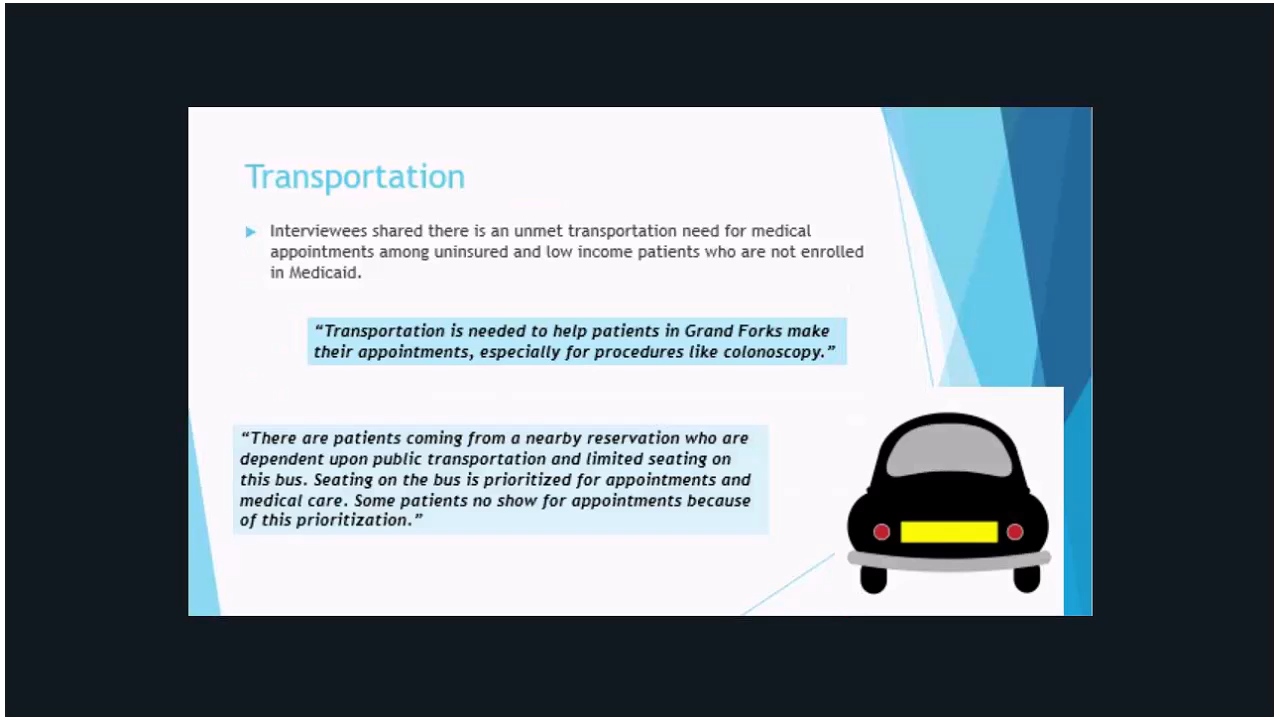 Transportation
Interviewees shared there is an unmet transportation need for medical
appointments among uninsured and low income patients who are not enrolled
in Medicaid.
“Transportation is needed to help patients in Grand Forks make
their appointments, especially for procedures like colonoscopy.”
“There are patients coming from a nearby reservation who are
dependent upon public transportation and limited seating on
this bus. Seating on the bus is prioritized for appointments and
medical care. Some patients no show for appointments because
of this prioritization.”